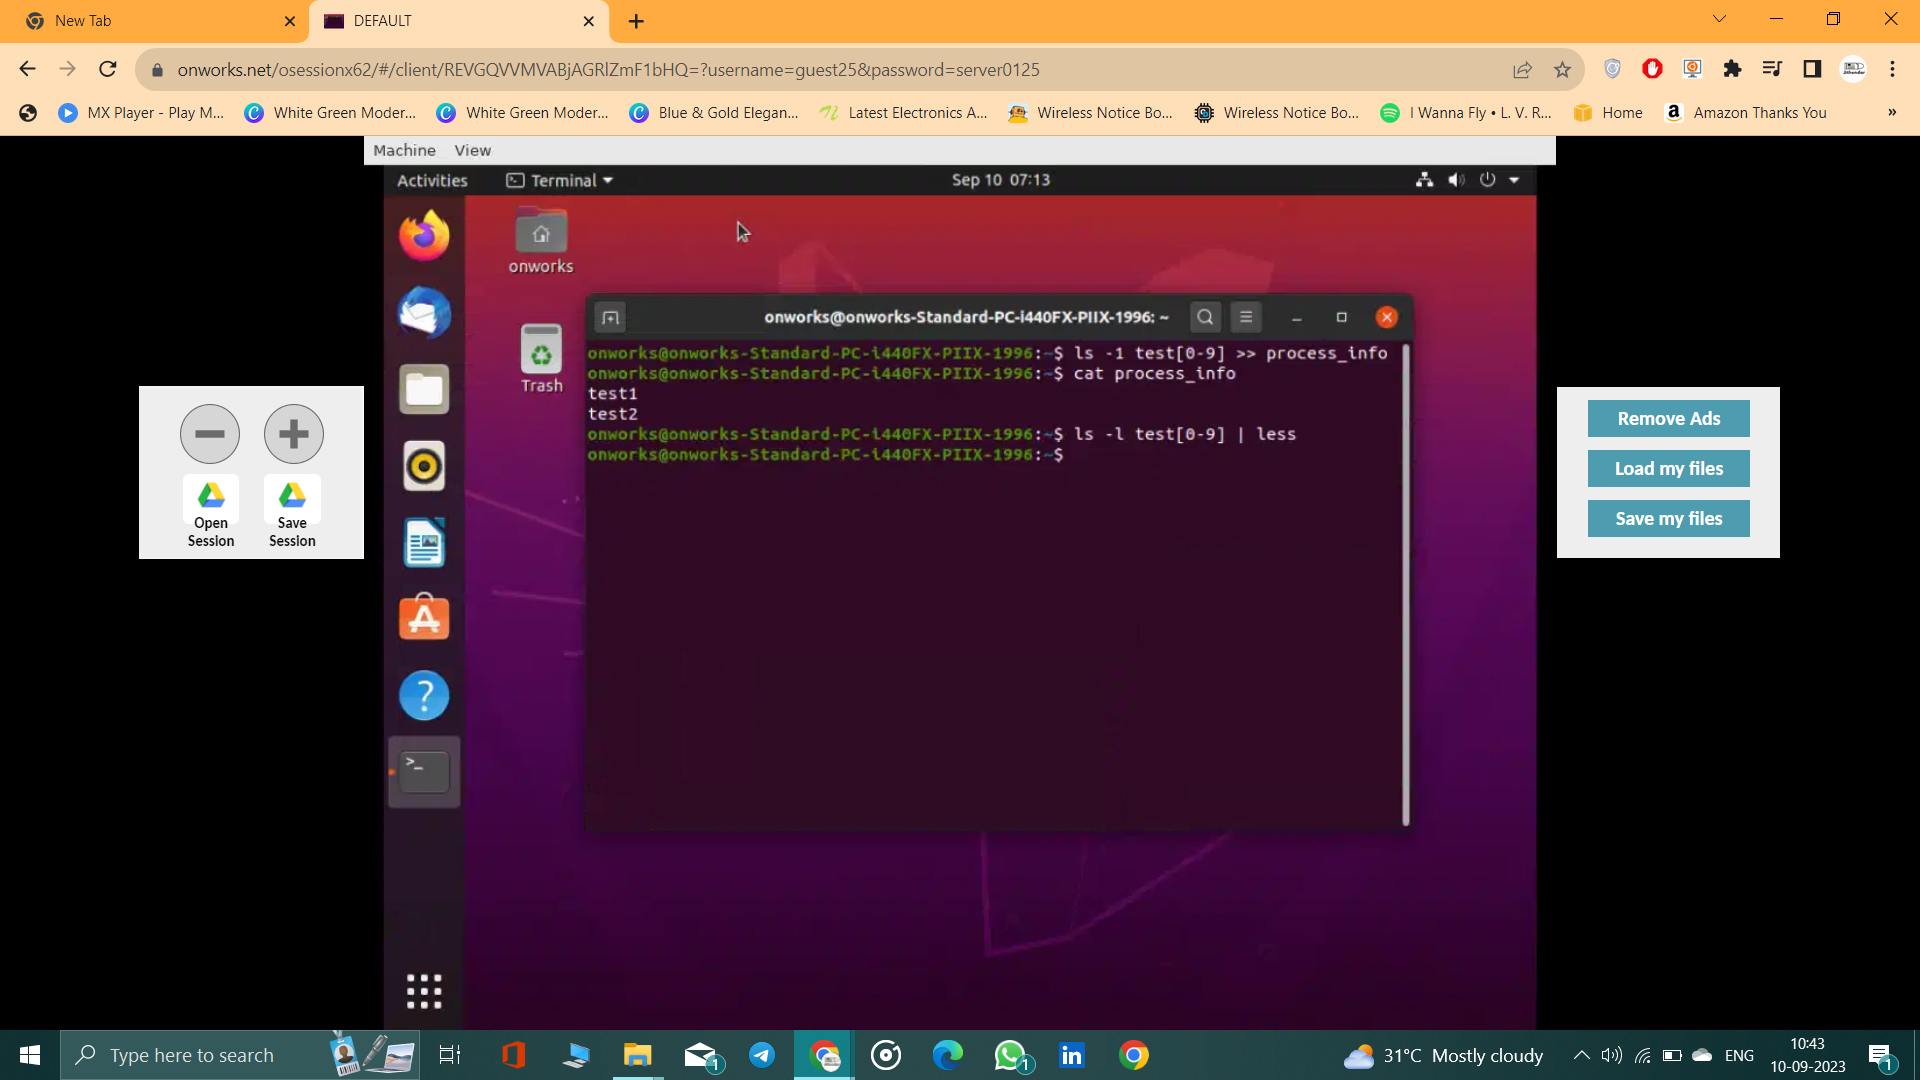 New Tab
DEFAULT
onworks.net/osessionx62/#/client/REVGQVVMVABjAGRlZmF1bHQ=?username=guest25&password=server0125
MX Player - Play M...
White Green Moder...
White Green Moder...
Blue & Gold Elegan...
Latest Electronics A...
Wireless Notice Bo...
Wireless Notice Bo...
I Wanna Fly • L. V. R...
Home
Amazon Thanks You
»
Machine View
Activities
Terminal
Sep 10 07:13
onworks
Trash
onworks@onworks-Standard-PC-i440FX-PIIX-1996: ~
onworks@onworks-Standard-PC-i440FX-PIIX-1996:~$ ls -1 test[0-9] >> process_info
onworks@onworks-Standard-PC-i440FX-PIIX-1996:~$ cat process_info
test1
test2
onworks@onworks-Standard-PC-i440FX-PIIX-1996:~$ ls -l test[0-9] | less
onworks@onworks-Standard-PC-i440FX-PIIX-1996:~$
Open Session
Save Session
Remove Ads
Load my files
Save my files
Type here to search
1
1
31°C Mostly cloudy
ENG
10:43
10-09-2023
1